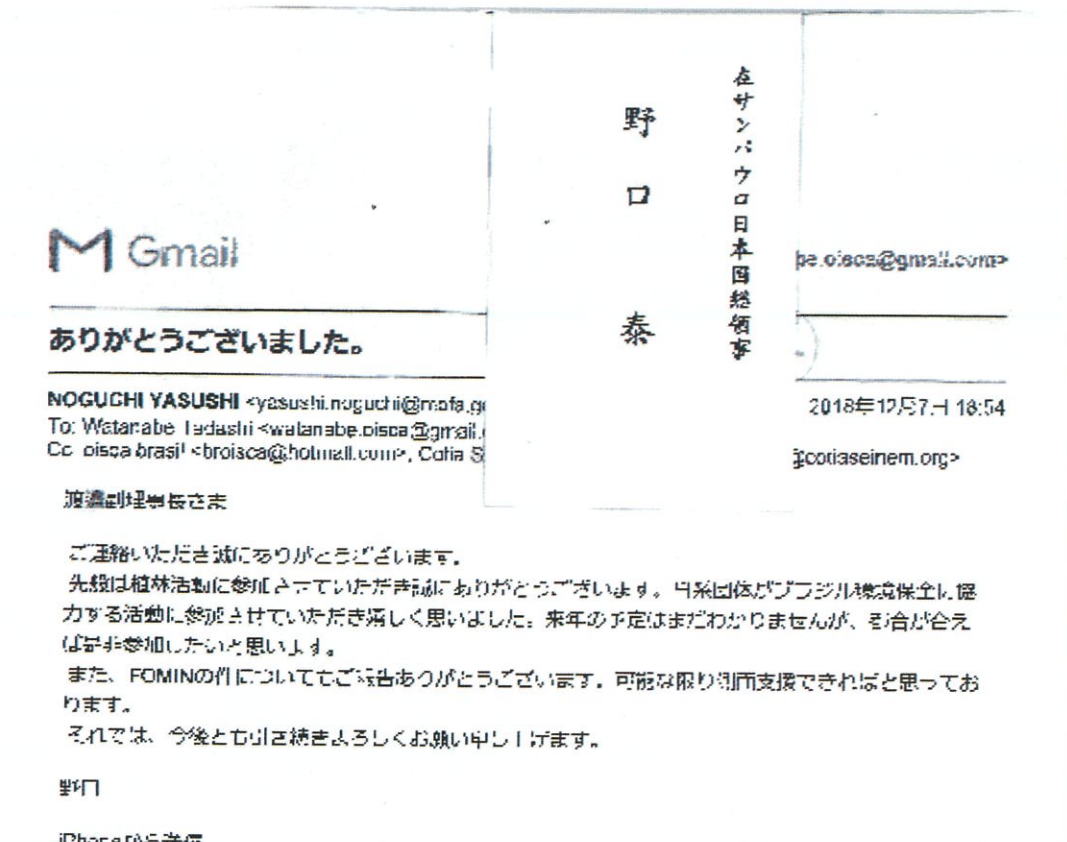 在サンパウロ日本国総領事
野口 泰
M Gmail
be.oisca@gmail.com>
ありがとうございました。
NOGUCHI YASUSHI <yasushi.noguchi@mofa.go
2018年12月7日 18:54
To: Watanabe Tadashi <watanabe.oisca@gmail.
Cc: oisca brasil <broisca@hotmail.com>, Cotia S
@cotiaseinem.org>
渡邊副理事長さま
ご連絡いただき誠にありがとうございます。
先般は植林活動に参加させていただき誠にありがとうございます。日系団体がブラジル環境保全に協
力する活動に参加させていただき嬉しく思いました。来年の予定はまだわかりませんが、都合が合え
ば是非参加したいと思います。
また、FOMINの件についてもご報告ありがとうございます。可能な限り側面支援できればと思ってお
ります。
それでは、今後とも引き続きよろしくお願い申し上げます。
野口
iPhoneから送信